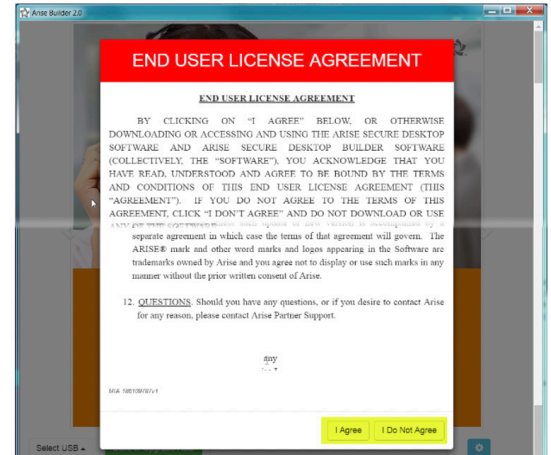 Arise Builder 2.0
END USER LICENSE AGREEMENT
END USER LICENSE AGREEMENT
BY CLICKING ON “I AGREE” BELOW, OR OTHERWISE
DOWNLOADING OR ACCESSING AND USING THE ARISE SECURE DESKTOP
SOFTWARE AND ARISE SECURE DESKTOP BUILDER SOFTWARE
(COLLECTIVELY, THE “SOFTWARE”), YOU ACKNOWLEDGE THAT YOU
HAVE READ, UNDERSTOOD AND AGREE TO BE BOUND BY THE TERMS
AND CONDITIONS OF THIS END USER LICENSE AGREEMENT (THIS
“AGREEMENT”). IF YOU DO NOT AGREE TO THE TERMS OF THIS
AGREEMENT, CLICK “I DON’T AGREE” AND DO NOT DOWNLOAD OR USE
separate agreement in which case the terms of that agreement will govern. The
ARISE® mark and other word marks and logos appearing in the Software are
trademarks owned by Arise and you agree not to display or use such marks in any
manner without the prior written consent of Arise.
12. QUESTIONS. Should you have any questions, or if you desire to contact Arise
for any reason, please contact Arise Partner Support.
any
I Agree
I Do Not Agree
Select USB